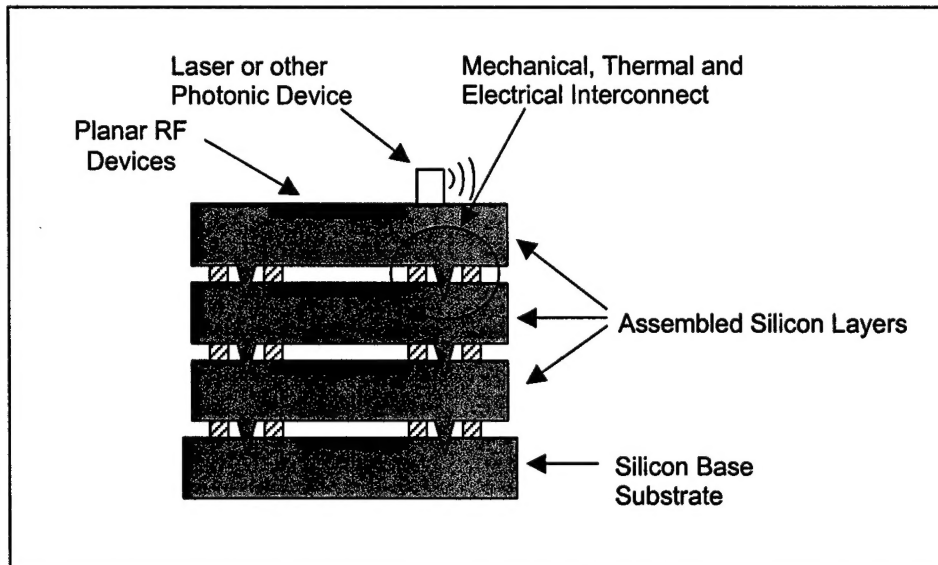 Laser or other
Photonic Device
Mechanical, Thermal and
Electrical Interconnect
Planar RF
Devices
Assembled Silicon Layers
Silicon Base
Substrate